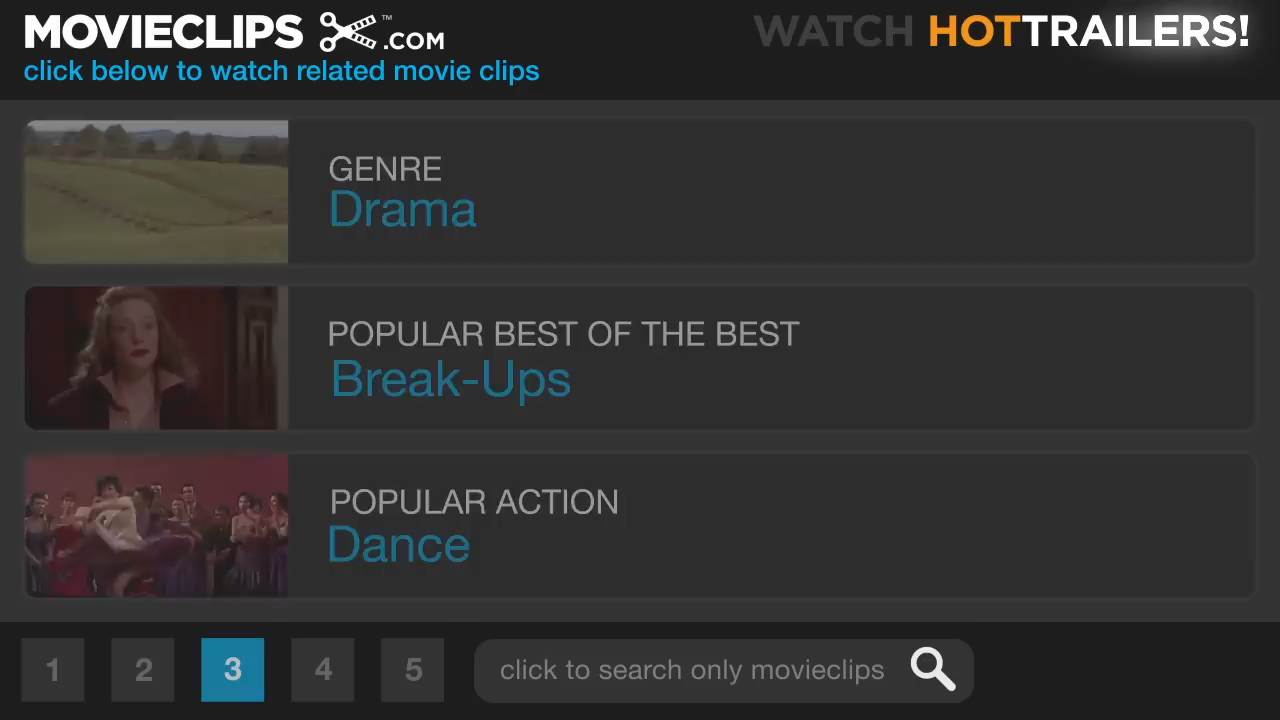 MOVIECLIPS ™ .COM
WATCH HOTTRAILERS!
click below to watch related movie clips
GENRE
Drama
POPULAR BEST OF THE BEST
Break-Ups
POPULAR ACTION
Dance
1 2 3 4 5
click to search only movieclips